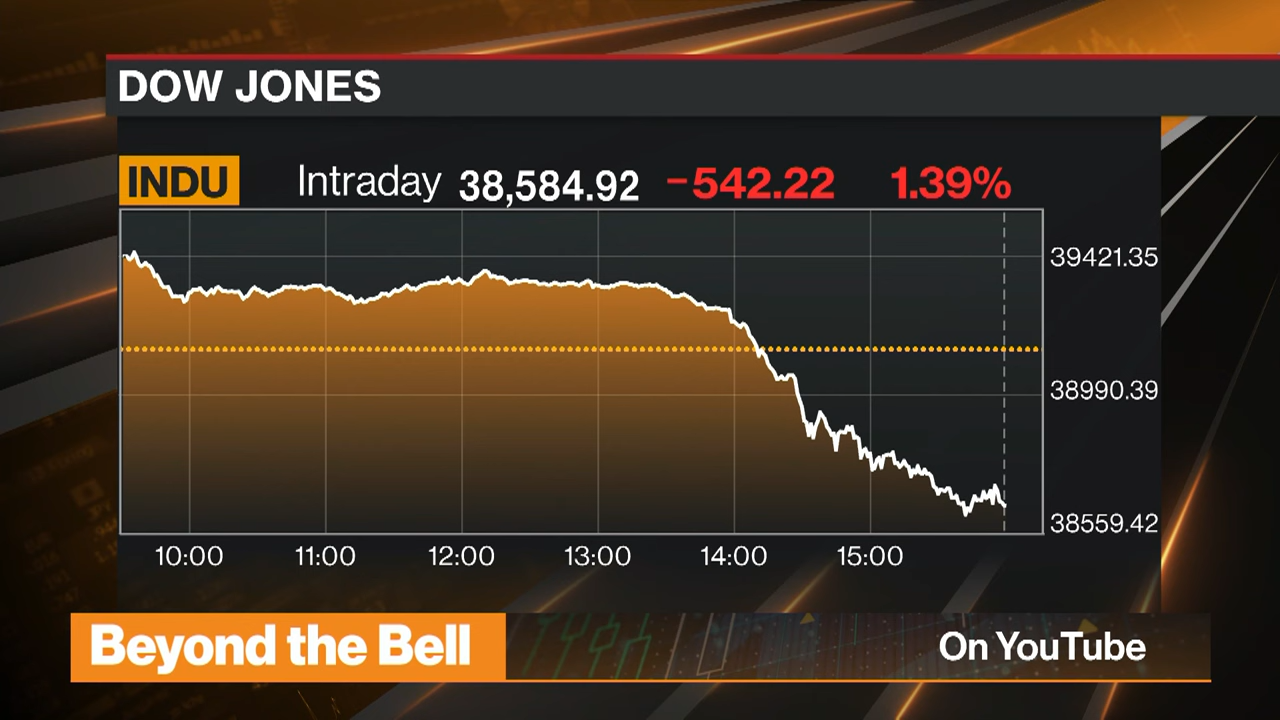 DOW JONES
INDU Intraday 38,584.92 -542.22 1.39%
39421.35
38990.39
38559.42
10:00 11:00 12:00 13:00 14:00 15:00
Beyond the Bell On YouTube